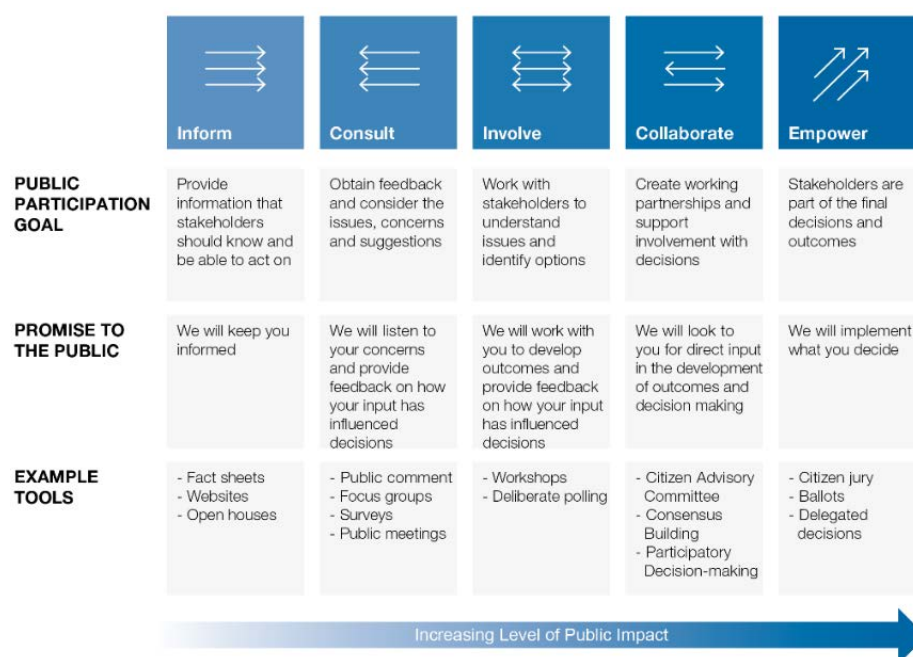 Inform
Consult
Involve
Collaborate
Empower
PUBLIC
PARTICIPATION
GOAL
Provide
information that
stakeholders
should know and
be able to act on
Obtain feedback
and consider the
issues, concerns
and suggestions
Work with
stakeholders to
understand
issues and
identify options
Create working
partnerships and
support
involvement with
decisions
Stakeholders are
part of the final
decisions and
outcomes
PROMISE TO
THE PUBLIC
We will keep you
informed
We will listen to
your concerns
and provide
feedback on how
your input has
influenced
decisions
We will work with
you to develop
outcomes and
provide feedback
on how your input
has influenced
decisions
We will look to
you for direct input
in the development
of outcomes and
decision making
We will implement
what you decide
EXAMPLE
TOOLS
- Fact sheets
- Websites
- Open houses
- Public comment
- Focus groups
- Surveys
- Public meetings
- Workshops
- Deliberate polling
- Citizen Advisory
Committee
- Consensus
Building
- Participatory
Decision-making
- Citizen jury
- Ballots
- Delegated
decisions
Increasing Level of Public Impact